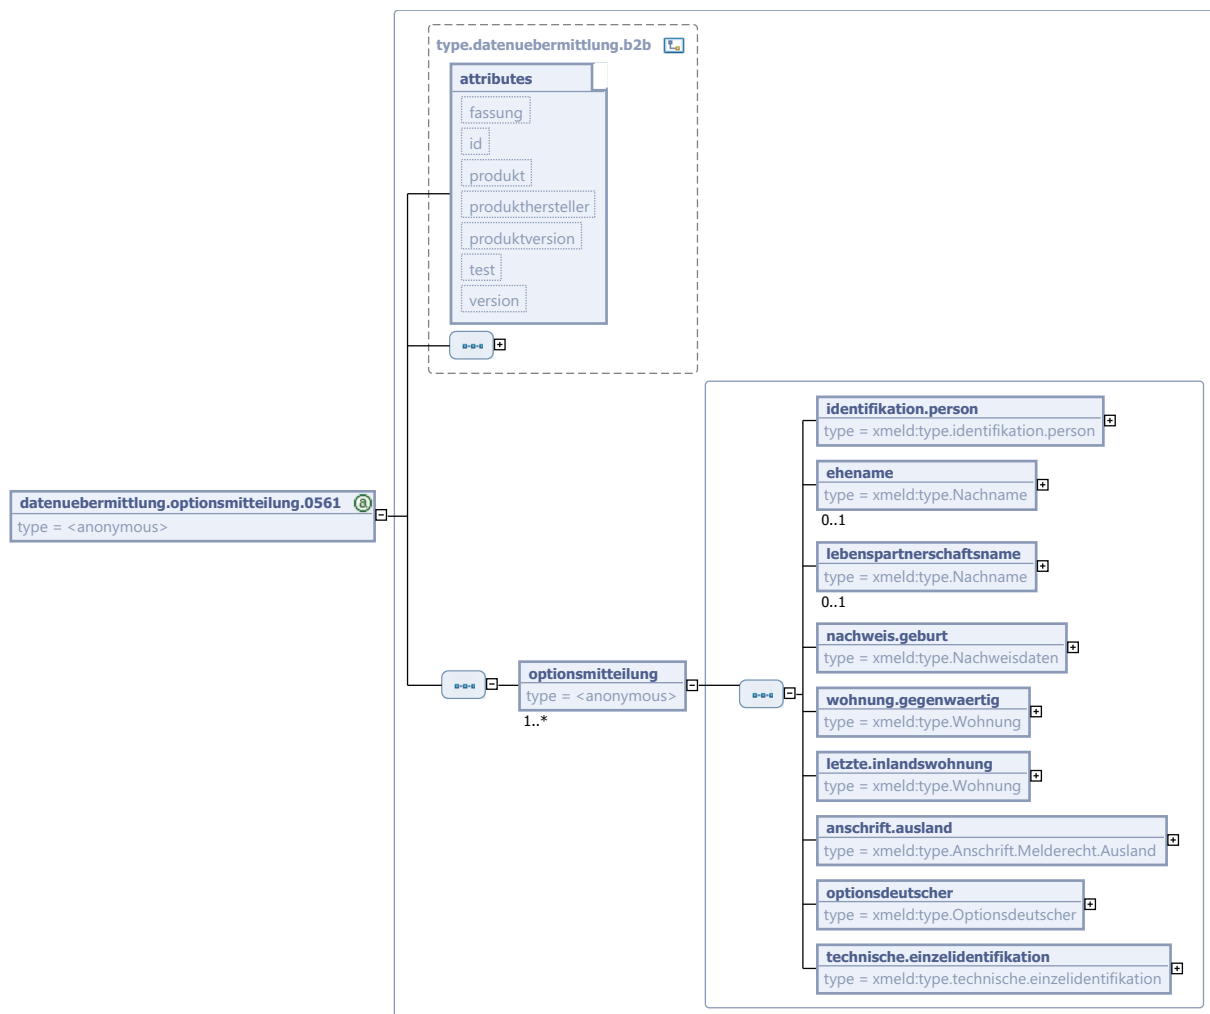 type.datenuebermittlung.b2b
attributes
fassung
id
produkt
produkthersteller
produktversion
test
version
datenuebermittlung.optionsmitteilung.0561 @
type = <anonymous>
optionsmitteilung
type = <anonymous>
1..*
identifikation.person
type = xmeld:type.identifikation.person
ehename
type = xmeld:type.Nachname
0..1
lebenspartnerschaftsname
type = xmeld:type.Nachname
0..1
nachweis.geburt
type = xmeld:type.Nachweisdaten
wohnung.gegenwaertig
type = xmeld:type.Wohnung
letzte.inlandswohnung
type = xmeld:type.Wohnung
anschrift.ausland
type = xmeld:type.Anschrift.Melderecht.Ausland
optionsdeutscher
type = xmeld:type.Optionsdeutscher
technische.einzelidentifikation
type = xmeld:type.technische.einzelidentifikation